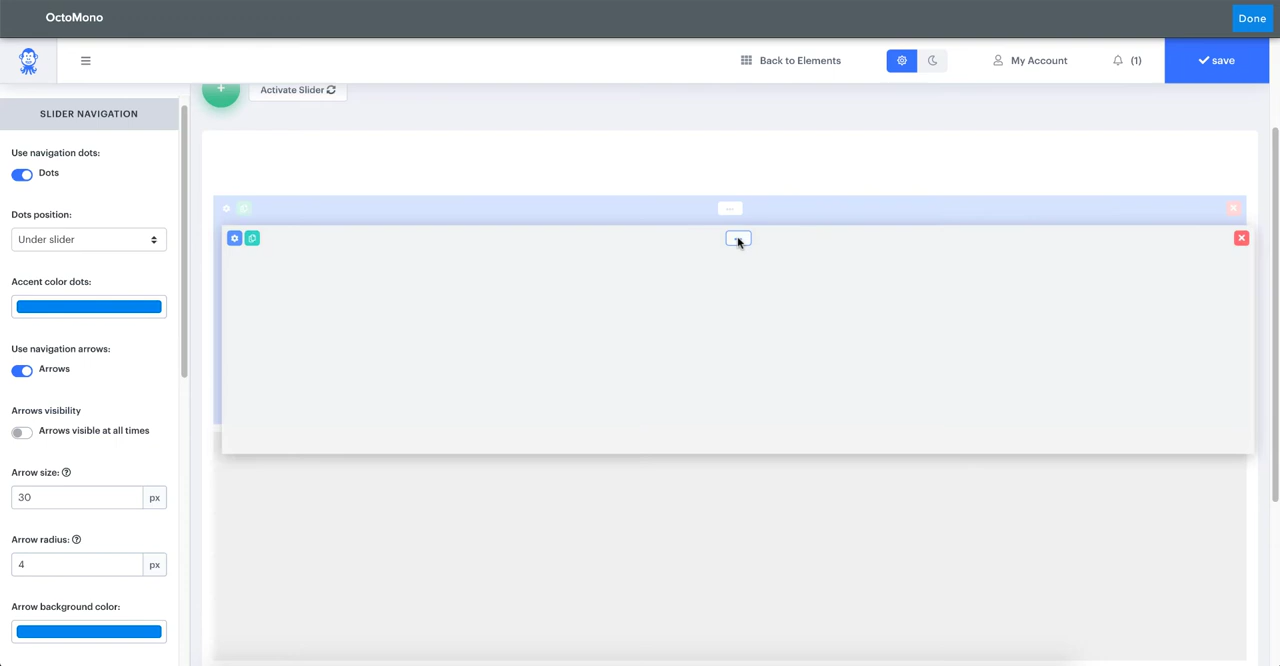 OctoMono
Done
Back to Elements
My Account
(1)
save
Activate Slider
SLIDER NAVIGATION
Use navigation dots:
Dots
Dots position:
Under slider
Accent color dots:
Use navigation arrows:
Arrows
Arrows visibility
Arrows visible at all times
Arrow size:
30 px
Arrow radius:
4 px
Arrow background color: